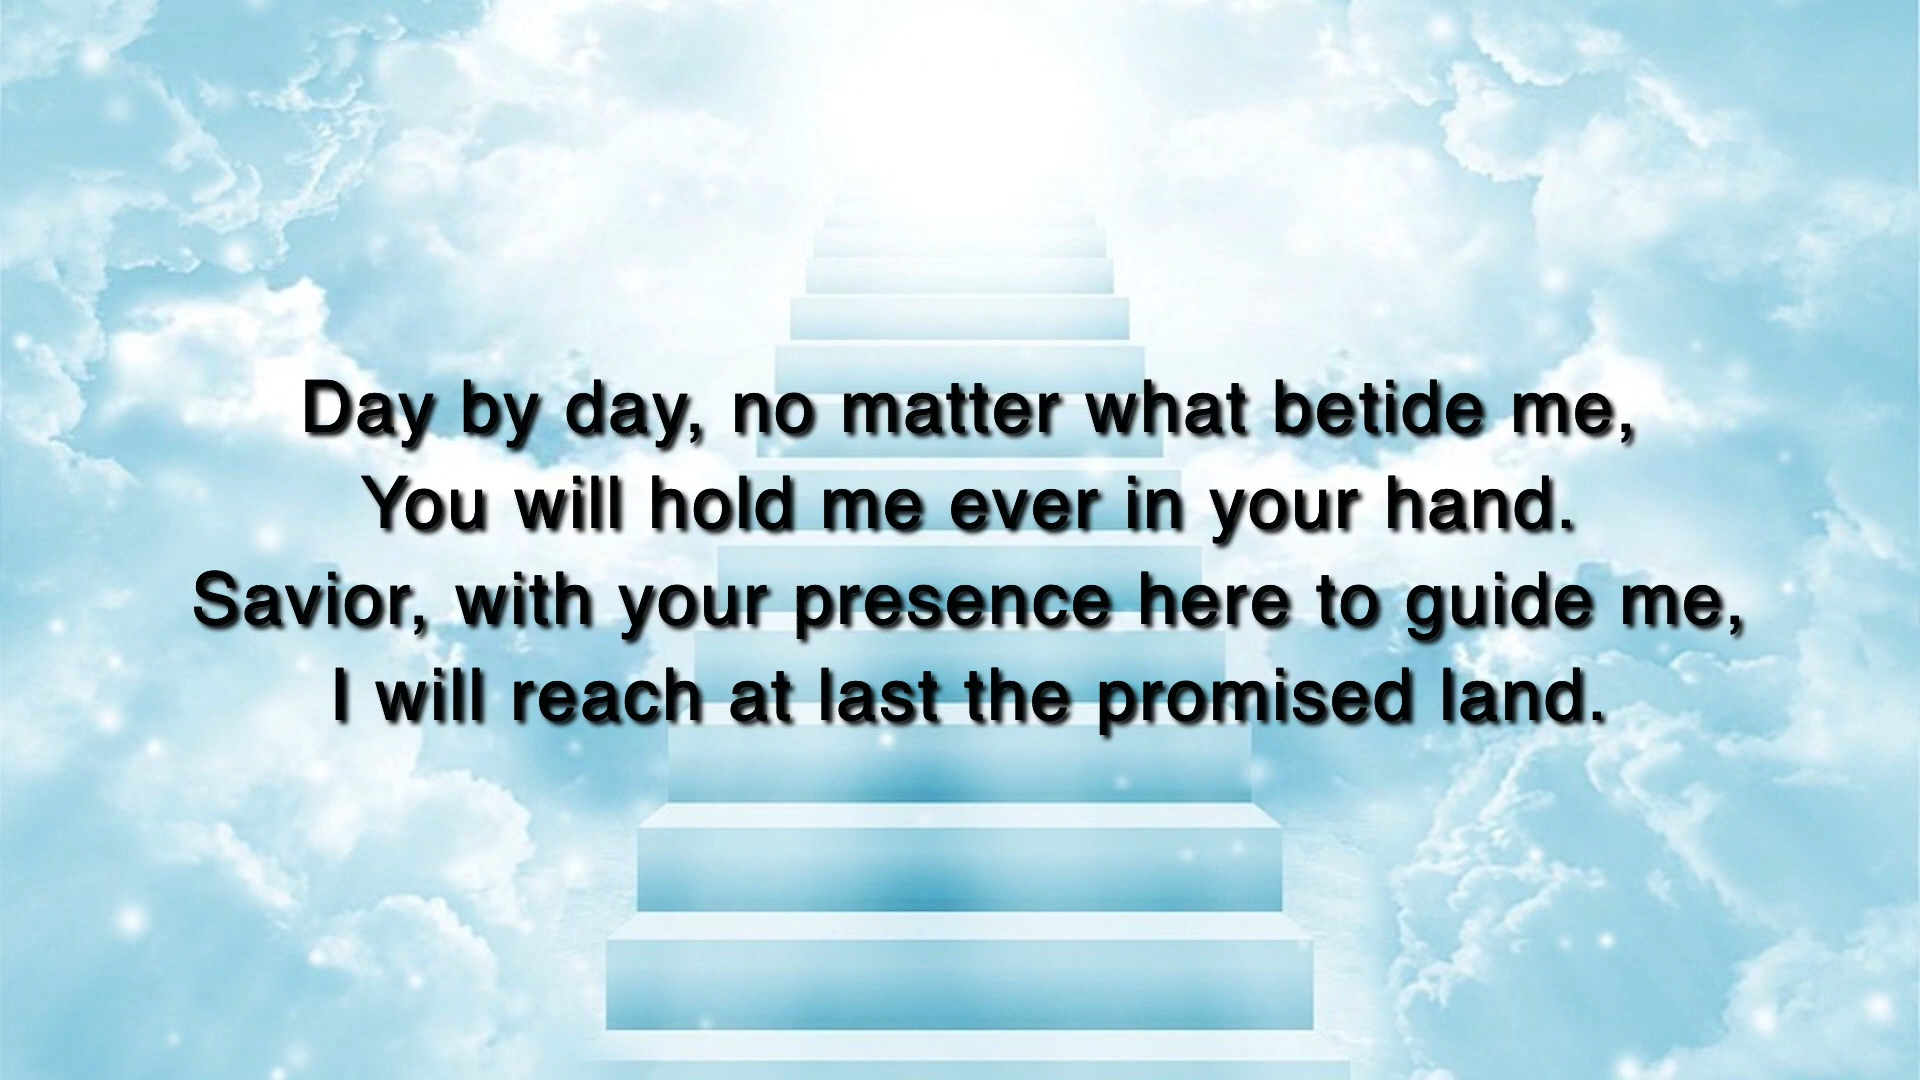 Day by day, no matter what betide me,
You will hold me ever in your hand.
Savior, with your presence here to guide me,
I will reach at last the promised land.